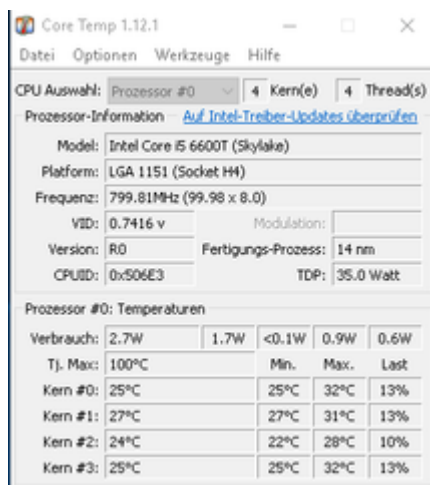 Core Temp 1.12.1
Datei Optionen Werkzeuge Hilfe
CPU Auswahl: Prozessor #0 4 Kern(e) 4 Thread(s)
Prozessor-Information Auf Intel-Treiber-Updates überprüfen
Model: Intel Core i5 6600T (Skylake)
Platform: LGA 1151 (Socket H4)
Frequenz: 799.81MHz (99.98 x 8.0)
VID: 0.7416 v Modulation:
Version: R0 Fertigungs-Prozess: 14 nm
CPUID: 0x506E3 TDP: 35.0 Watt
Prozessor #0: Temperaturen
Verbrauch: 2.7W 1.7W <0.1W 0.9W 0.6W
Tj. Max: 100°C Min. Max. Last
Kern #0: 25°C 25°C 32°C 13%
Kern #1: 27°C 27°C 31°C 13%
Kern #2: 24°C 22°C 28°C 10%
Kern #3: 25°C 25°C 32°C 13%